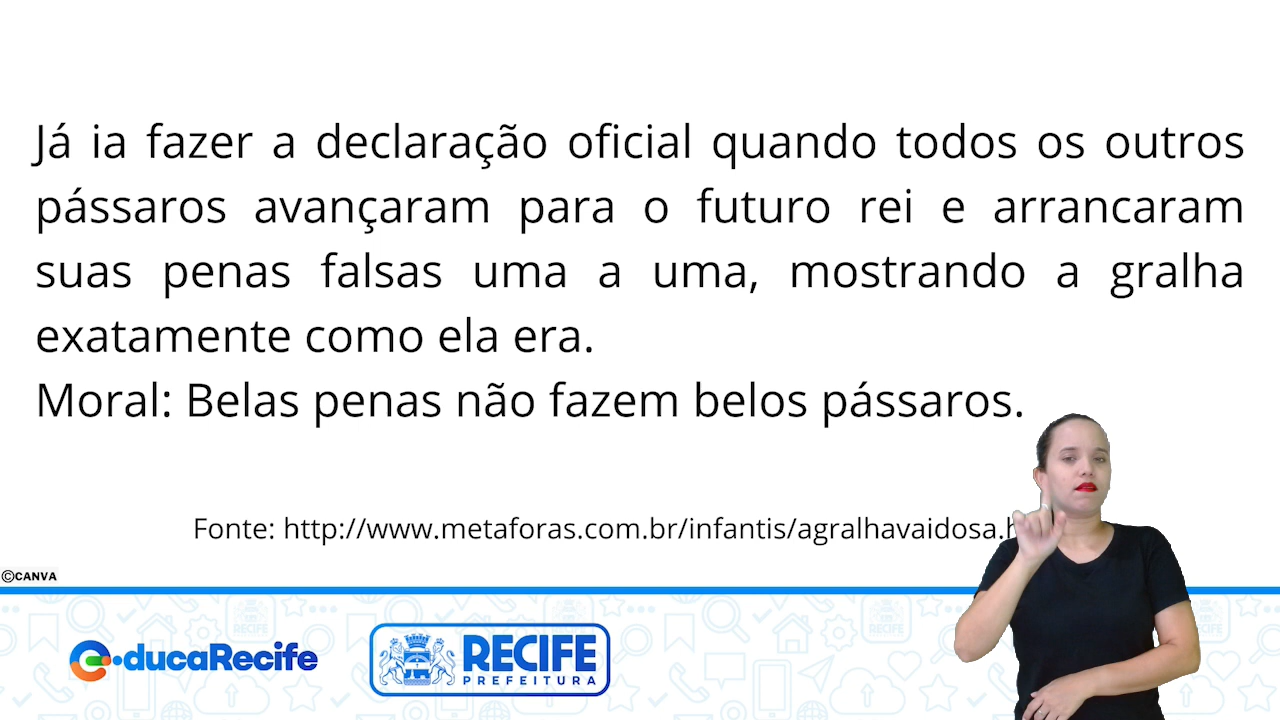 Já ia fazer a declaração oficial quando todos os outros
pássaros avançaram para o futuro rei e arrancaram
suas penas falsas uma a uma, mostrando a gralha
exatamente como ela era.
Moral: Belas penas não fazem belos pássaros.
Fonte: http://www.metaforas.com.br/infantis/agralhavaidosa.h
©CANVA
educaRecife
RECIFE
PREFEITURA